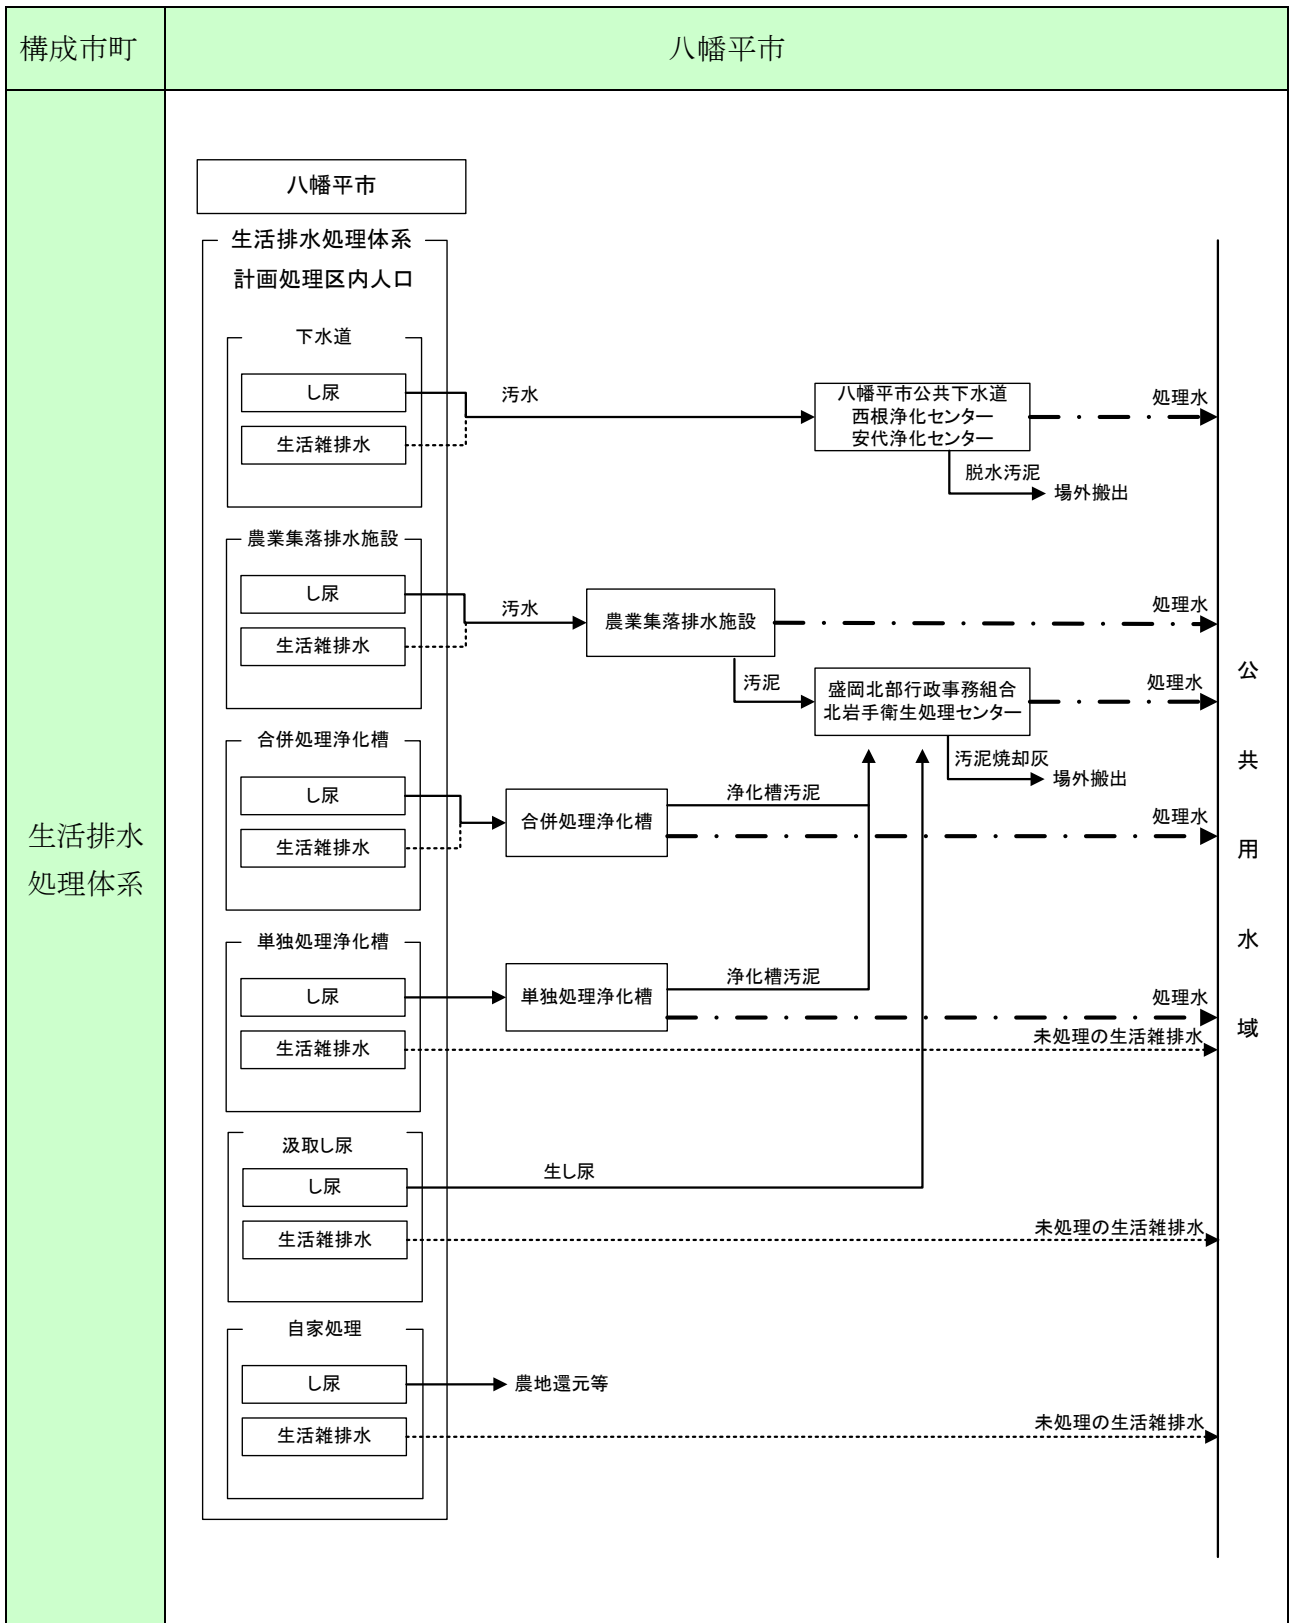 構成市町
八幡平市
生活排水
処理体系
八幡平市
生活排水処理体系
計画処理区内人口
下水道
し尿
生活雑排水
汚水
八幡平市公共下水道
西根浄化センター
安代浄化センター
処理水
脱水汚泥
場外搬出
農業集落排水施設
し尿
生活雑排水
汚水
農業集落排水施設
処理水
汚泥
盛岡北部行政事務組合
北岩手衛生処理センター
処理水
汚泥焼却灰
場外搬出
合併処理浄化槽
し尿
生活雑排水
合併処理浄化槽
浄化槽汚泥
処理水
単独処理浄化槽
し尿
生活雑排水
単独処理浄化槽
浄化槽汚泥
処理水
未処理の生活雑排水
汲取し尿
し尿
生活雑排水
生し尿
未処理の生活雑排水
自家処理
し尿
生活雑排水
農地還元等
未処理の生活雑排水
公共用水域